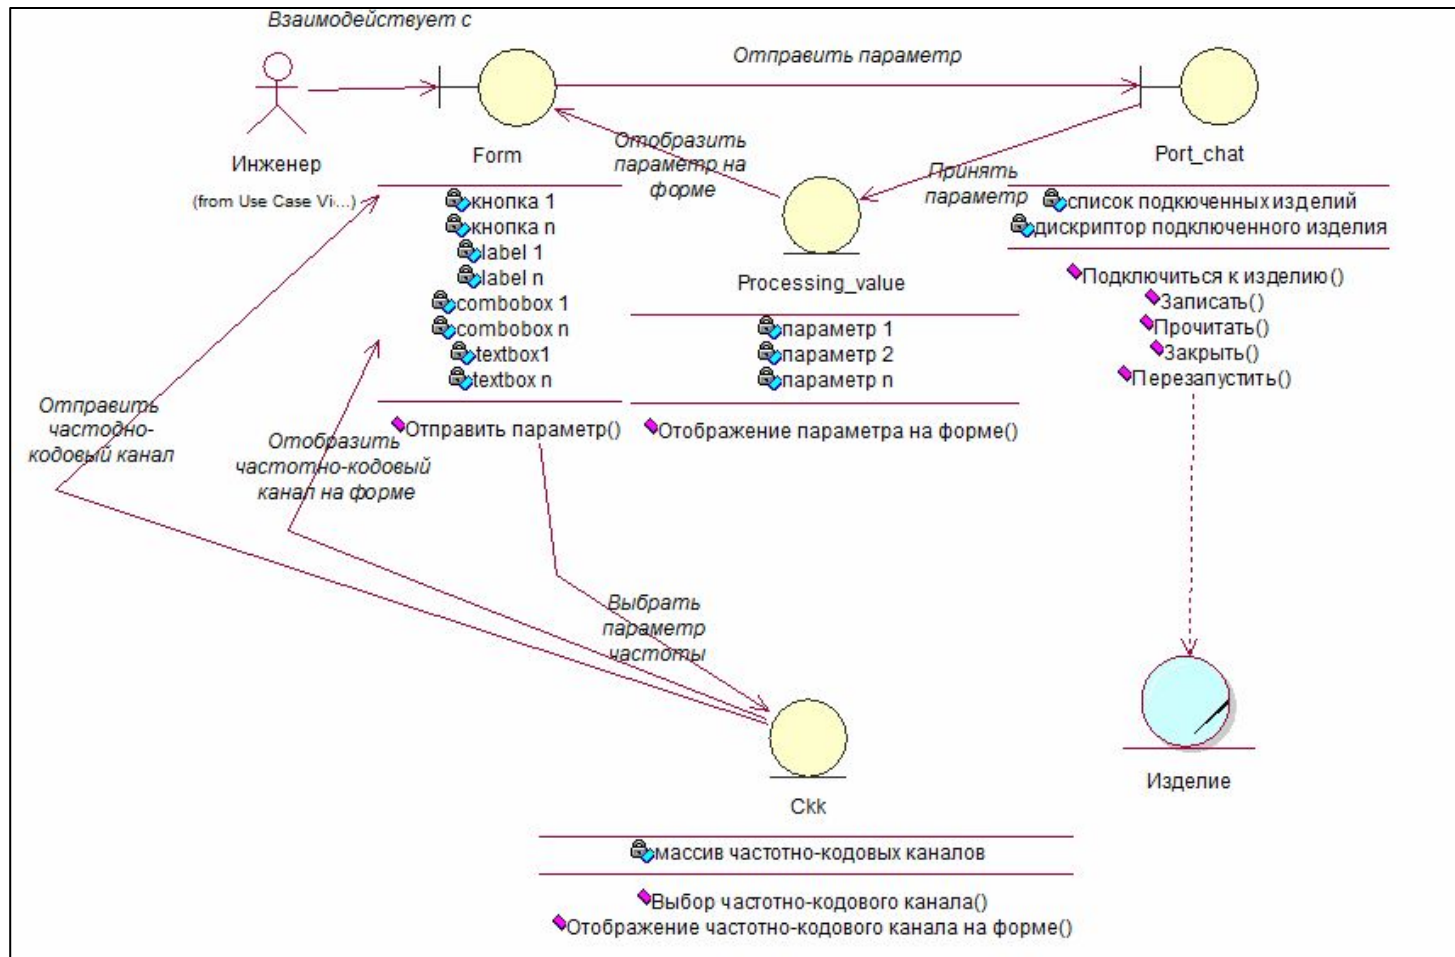 Взаимодействует с
Отправить параметр
Инженер
(from Use Case Vi...)
Form
кнопка 1
кнопка n
label 1
label n
combobox 1
combobox n
textbox1
textbox n
Отправить параметр()
Отобразить
параметр на
форме
Принять
параметр
Processing_value
параметр 1
параметр 2
параметр n
Отображение параметра на форме()
Port_chat
список подкюченных изделий
дискриптор подключенного изделия
Подключиться к изделию()
Записать()
Прочитать()
Закрыть()
Перезапустить()
Отправить
частодно-
кодовый канал
Отобразить
частотно-кодовый
канал на форме
Выбрать
параметр
частоты
Изделие
Ckk
массив частотно-кодовых каналов
Выбор частотно-кодового канала()
Отображение частотно-кодового канала на форме()